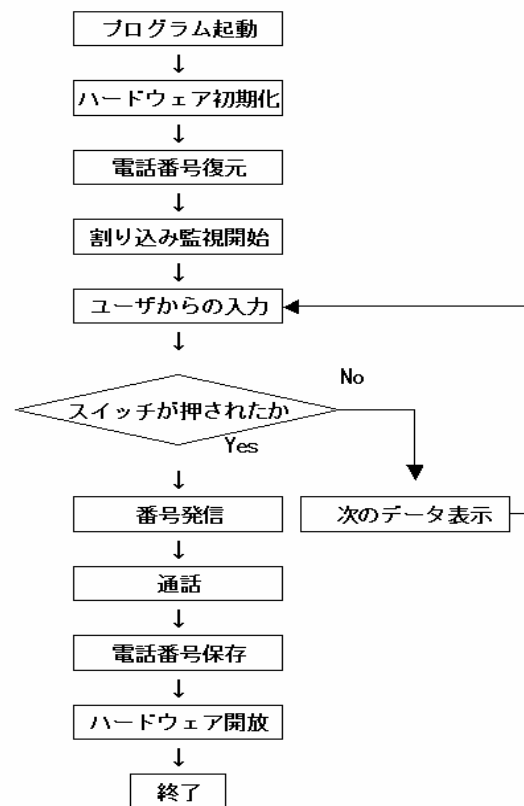 プログラム起動
↓
ハードウェア初期化
↓
電話番号復元
↓
割り込み監視開始
↓
ユーザからの入力
↓
No
スイッチが押されたか
Yes
↓
番号発信
次のデータ表示
↓
通話
↓
電話番号保存
↓
ハードウェア開放
↓
終了